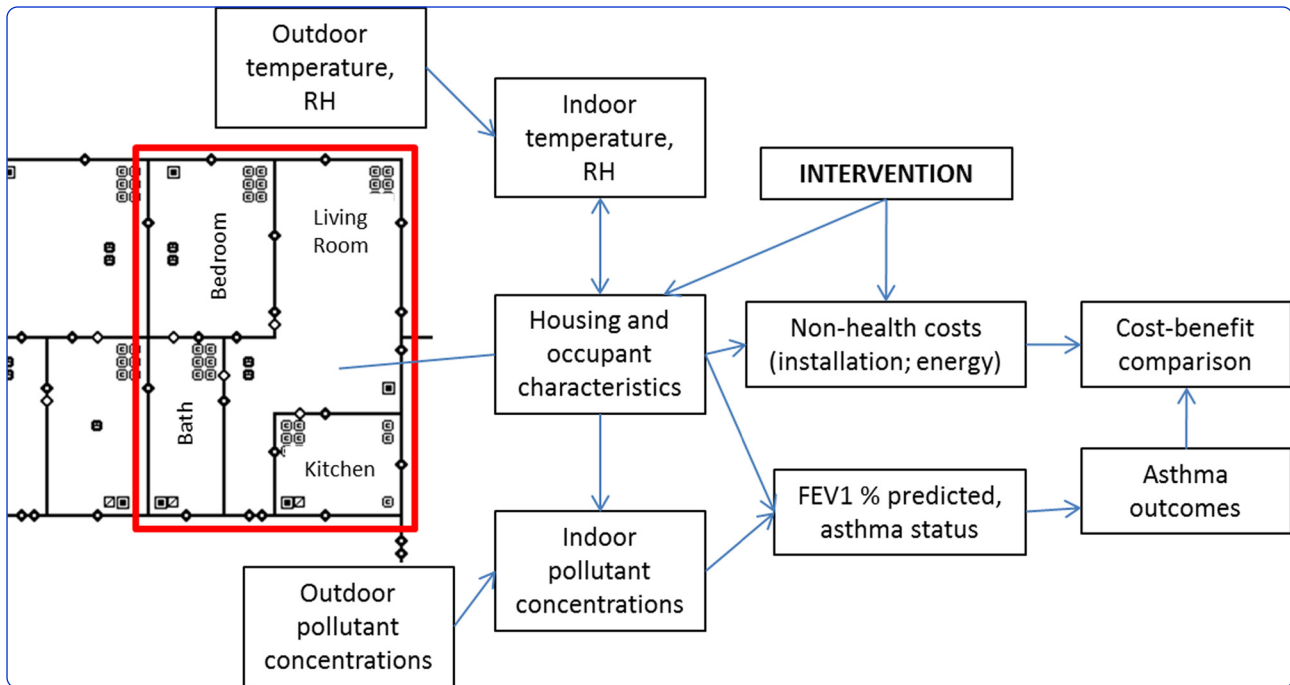 Outdoor
temperature,
RH
Indoor
temperature,
RH
INTERVENTION
Bedroom
Living
Room
Bath
Kitchen
Housing and
occupant
characteristics
Non-health costs
(installation; energy)
Cost-benefit
comparison
FEV1 % predicted,
asthma status
Asthma
outcomes
Indoor
pollutant
concentrations
Outdoor
pollutant
concentrations